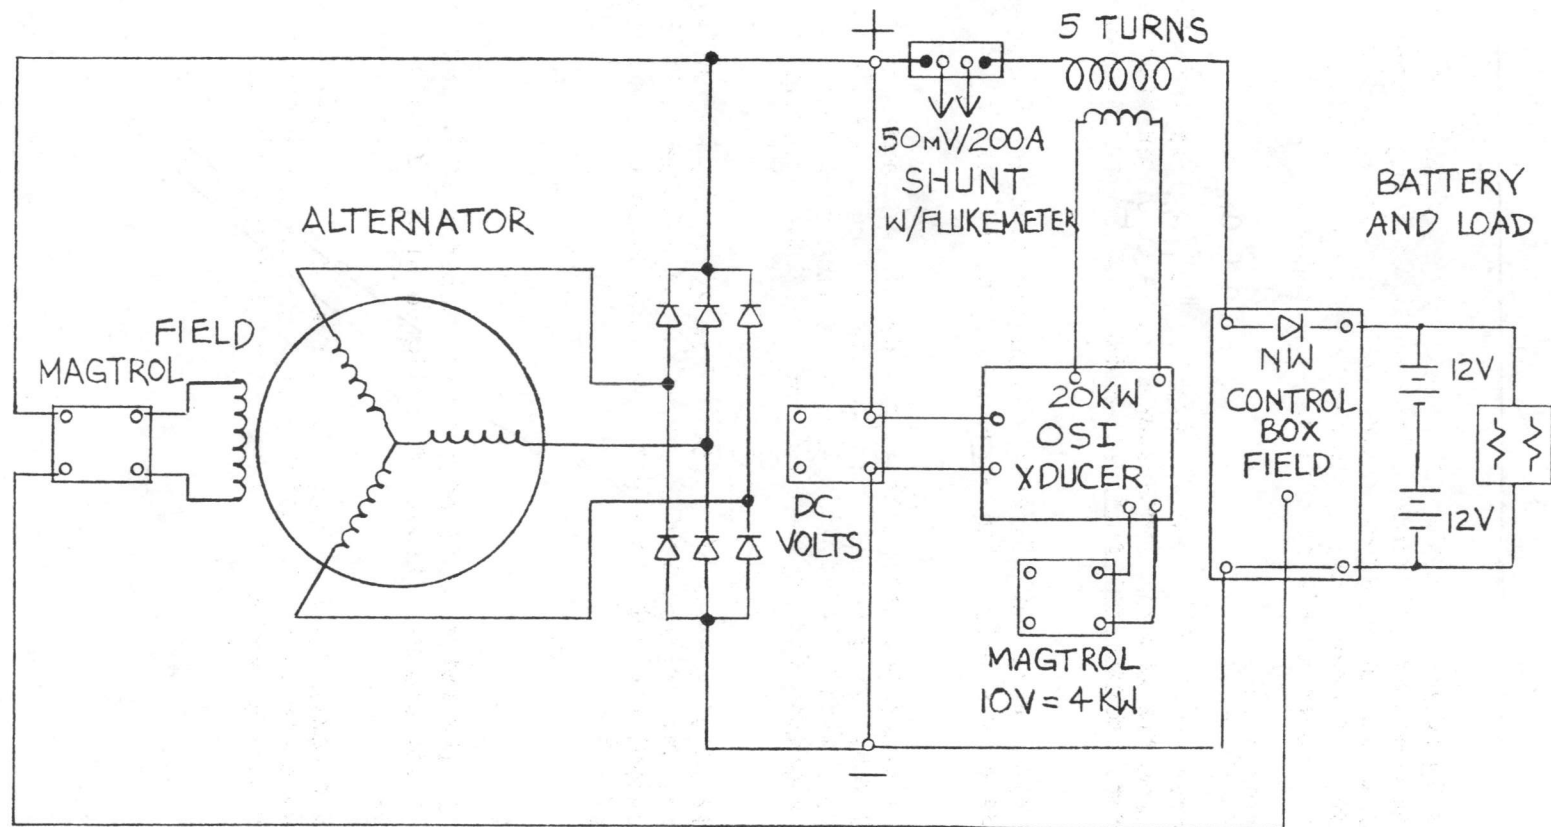 +
5 TURNS
50MV/200A
SHUNT
W/FLUKEMETER
BATTERY
AND LOAD
ALTERNATOR
FIELD
MAGTROL
NW
CONTROL
BOX
FIELD
12V
12V
20KW
OSI
XDUCER
DC
VOLTS
MAGTROL
10V = 4KW
—